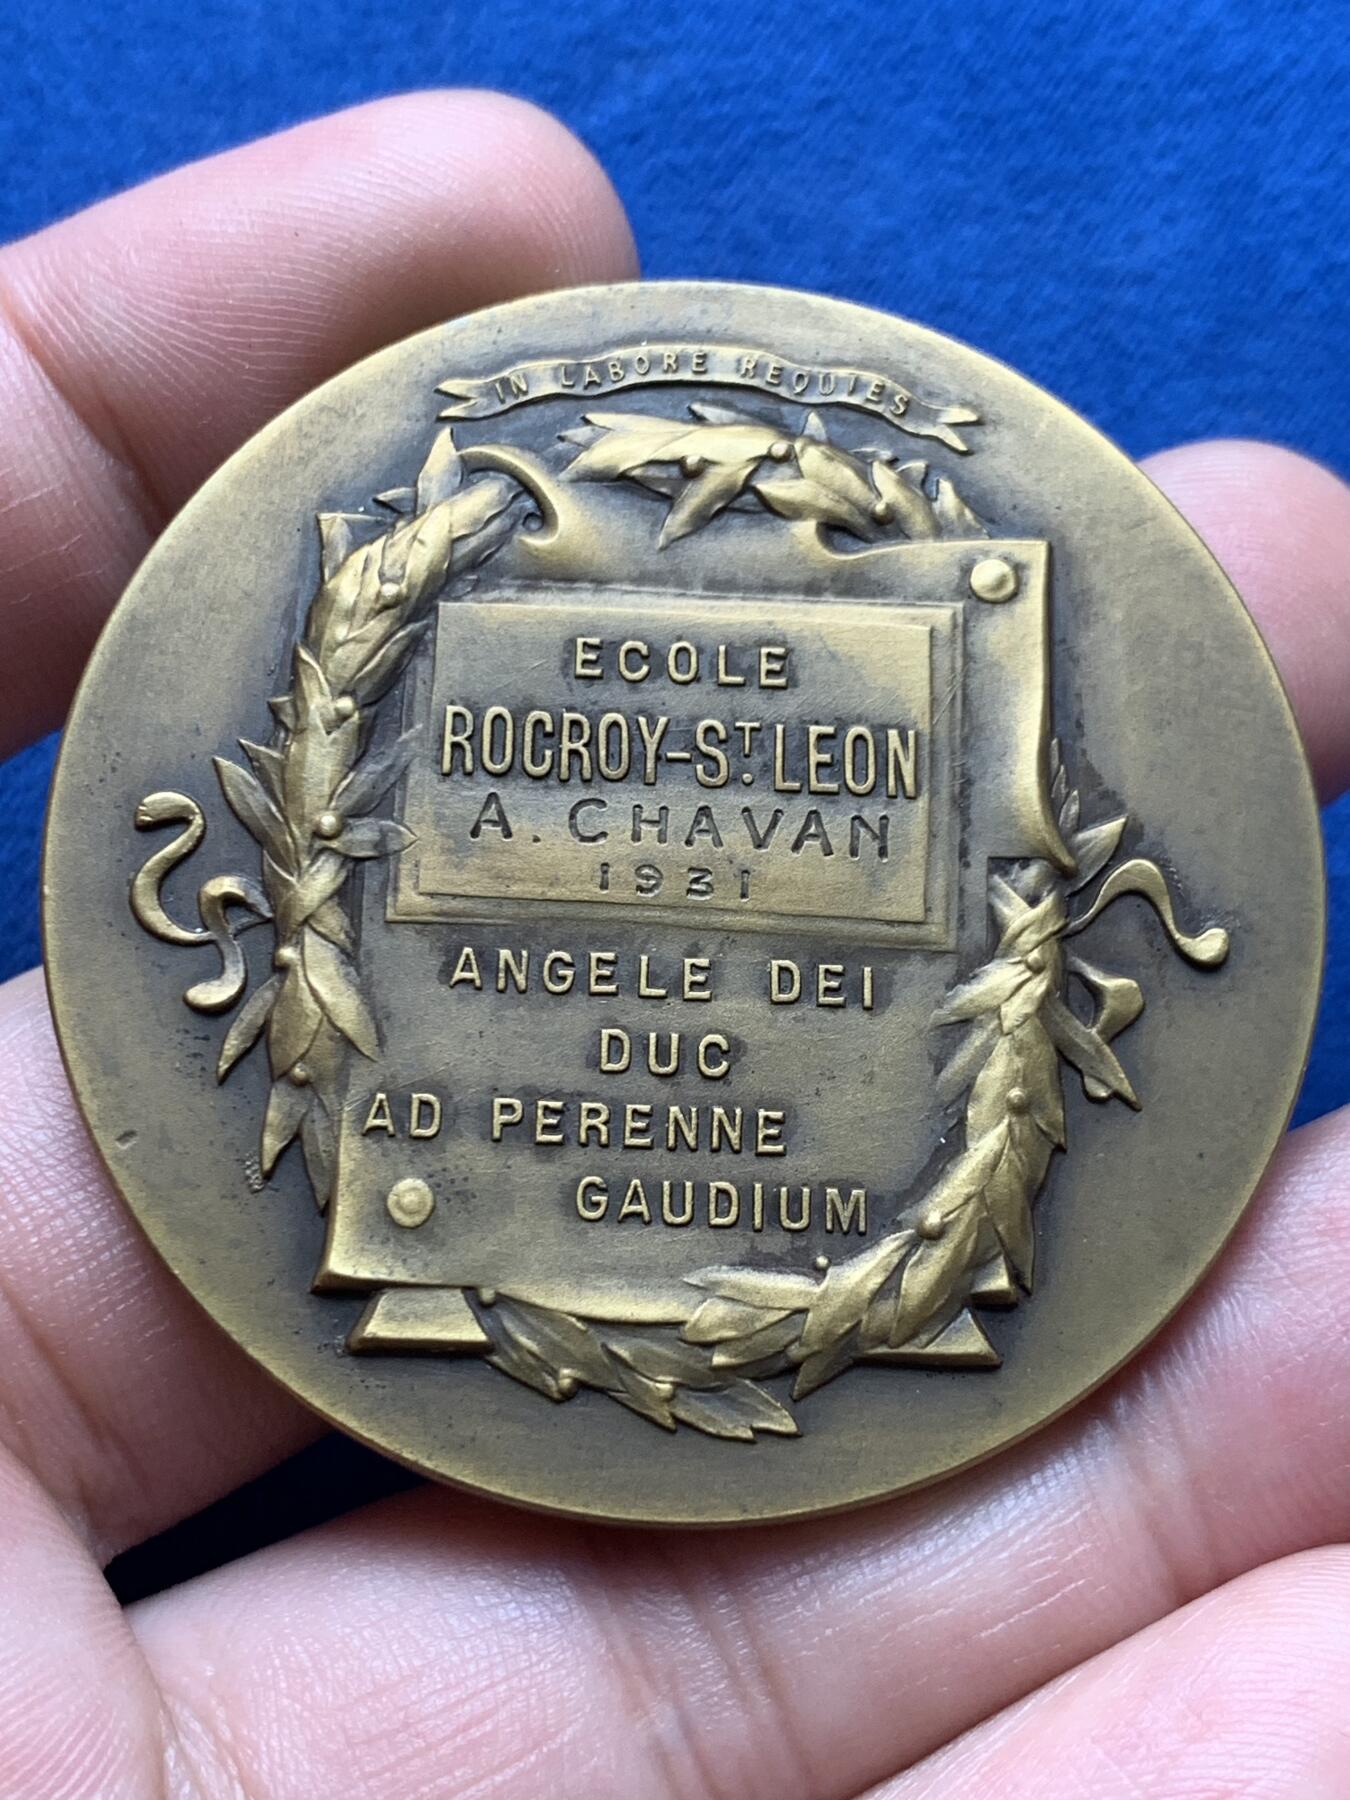 IN LABORE REQUIES
ECOLE
ROCROY-ST. LEON
A. CHAVAN
1931
ANGELE DEI
DUC
AD PERENNE
GAUDIUM